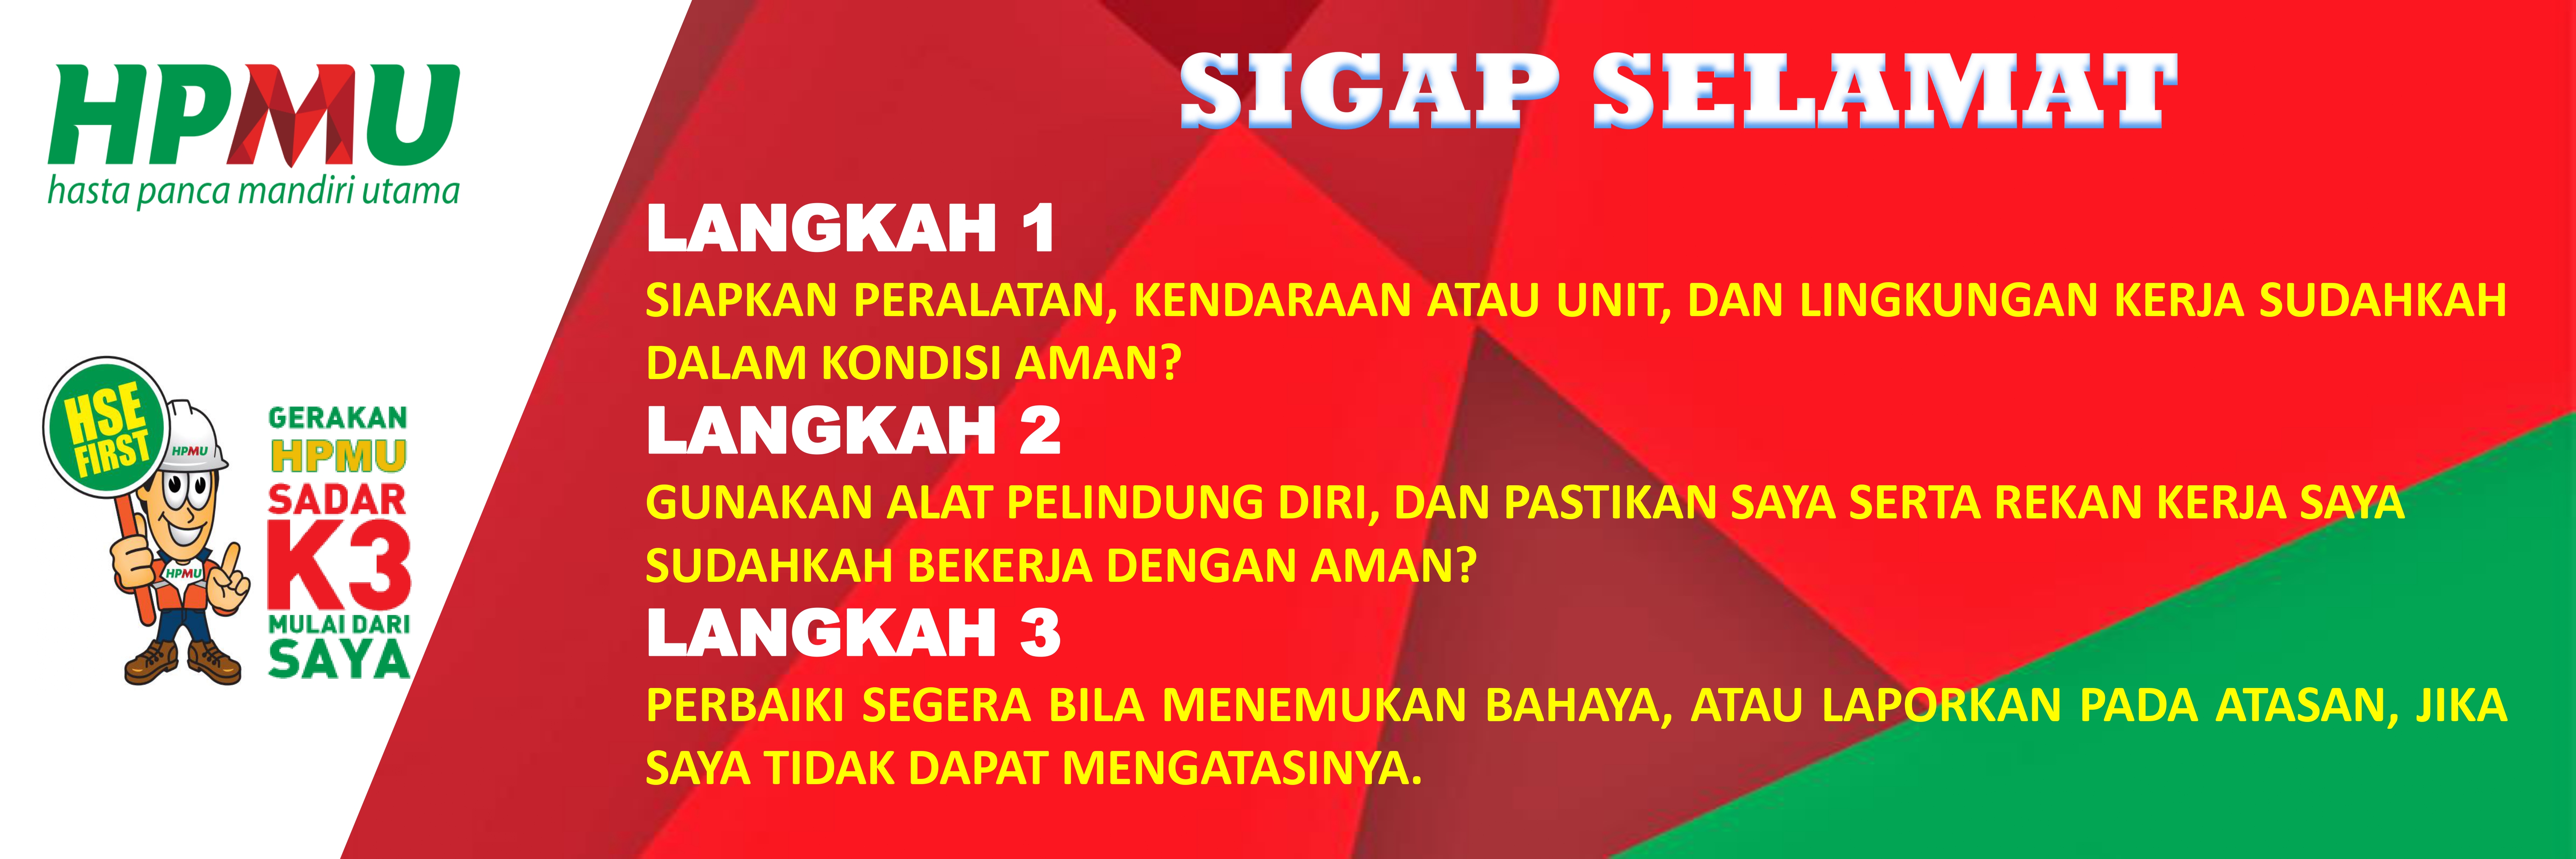 HPMU
hasta panca mandiri utama
HSE
FIRST
HPMU
HPMU
GERAKAN
HPMU
SADAR
K3
MULAI DARI
SAYA
SIGAP SELAMAT
LANGKAH 1
SIAPKAN PERALATAN, KENDARAAN ATAU UNIT, DAN LINGKUNGAN KERJA SUDAHKAH
DALAM KONDISI AMAN?
LANGKAH 2
GUNAKAN ALAT PELINDUNG DIRI, DAN PASTIKAN SAYA SERTA REKAN KERJA SAYA
SUDAHKAH BEKERJA DENGAN AMAN?
LANGKAH 3
PERBAIKI SEGERA BILA MENEMUKAN BAHAYA, ATAU LAPORKAN PADA ATASAN, JIKA
SAYA TIDAK DAPAT MENGATASINYA.